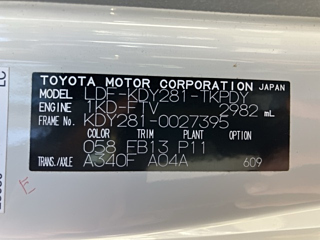 TOYOTA MOTOR CORPORATION JAPAN
MODEL LDF-KDY281-TKPDY
ENGINE 1KD-FTV 2982 mL
FRAME No. KDY281-0027395
COLOR TRIM PLANT OPTION
058 EB13 P11
TRANS./AXLE A340F A04A 609